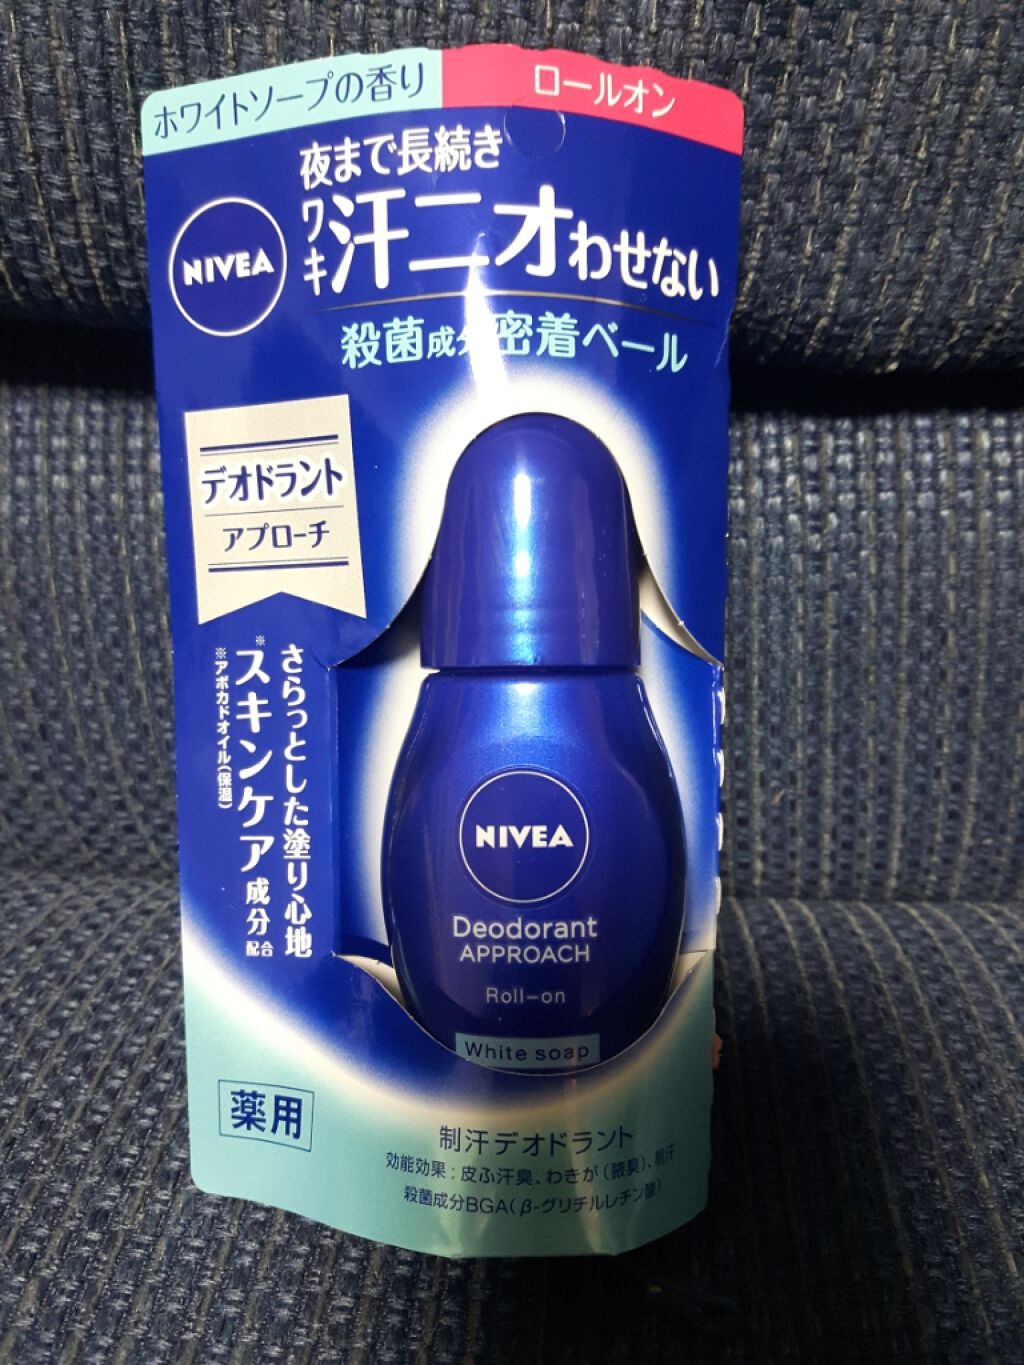 ホワイトソープの香り
ロールオン
NIVEA
夜まで長続き
ワキ汗ニオわせない
殺菌成分密着ベール
デオドラント
アプローチ
さらっとした塗り心地
※スキンケア成分配合
※アボカドオイル(保湿)
NIVEA
Deodorant
APPROACH
Roll-on
White soap
薬用
制汗デオドラント
効能効果:皮ふ汗臭、わきが(腋臭)、制汗
殺菌成分BGA(β-グリチルレチン酸)